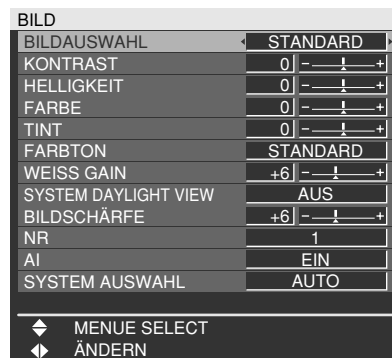 BILD
BILDAUSWAHL STANDARD
KONTRAST 0 - +
HELLIGKEIT 0 - +
FARBE 0 - +
TINT 0 - +
FARBTON STANDARD
WEISS GAIN +6 - +
SYSTEM DAYLIGHT VIEW AUS
BILDSCHÄRFE +6 - +
NR 1
AI EIN
SYSTEM AUSWAHL AUTO
MENUE SELECT
ÄNDERN